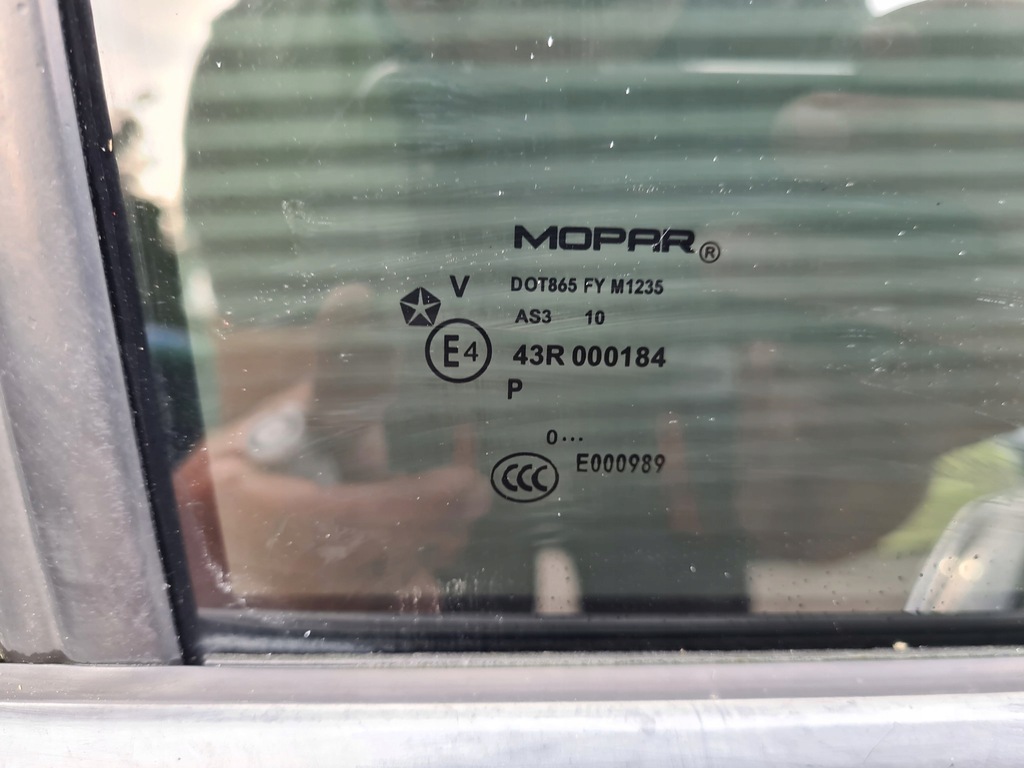 MOPAR®
V DOT865 FY M1235
AS3 10
E4 43R 000184
P
0...
CCC E000989